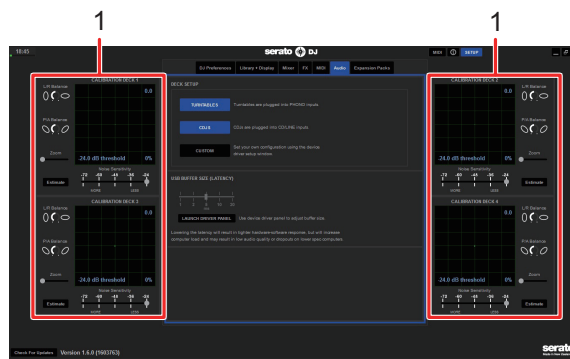 1
1
18:45
serato DJ
MIDI
SETUP
DJ Preferences
Library + Display
Mixer
FX
MIDI
Audio
Expansion Packs
CALIBRATION DECK 1
L/R Balance
0.0
P/A Balance
Zoom
-24.0 dB threshold
0%
Noise Sensitivity
-72 -60 -48 -36 -24
MORE
LESS
Estimate
CALIBRATION DECK 3
L/R Balance
0.0
P/A Balance
Zoom
-24.0 dB threshold
0%
Noise Sensitivity
-72 -60 -48 -36 -24
MORE
LESS
Estimate
DECK SETUP
TURNTABLES
Turntables are plugged into PHONO inputs
CDJS
CDJs are plugged into CD/LINE inputs
CUSTOM
Set your own configuration using the device
driver setup window
USB BUFFER SIZE (LATENCY)
LAUNCH DRIVER PANEL
Use device driver panel to adjust buffer size.
Lowering the latency will result in tighter hardware/software response, but will increase
computer load and may result in low audio quality or dropouts on lower spec computers.
CALIBRATION DECK 2
L/R Balance
0.0
P/A Balance
Zoom
-24.0 dB threshold
0%
Noise Sensitivity
-72 -60 -48 -36 -24
MORE
LESS
Estimate
CALIBRATION DECK 4
L/R Balance
0.0
P/A Balance
Zoom
-24.0 dB threshold
0%
Noise Sensitivity
-72 -60 -48 -36 -24
MORE
LESS
Estimate
Check For Updates
Version 1.6.0 (1603763)
serato